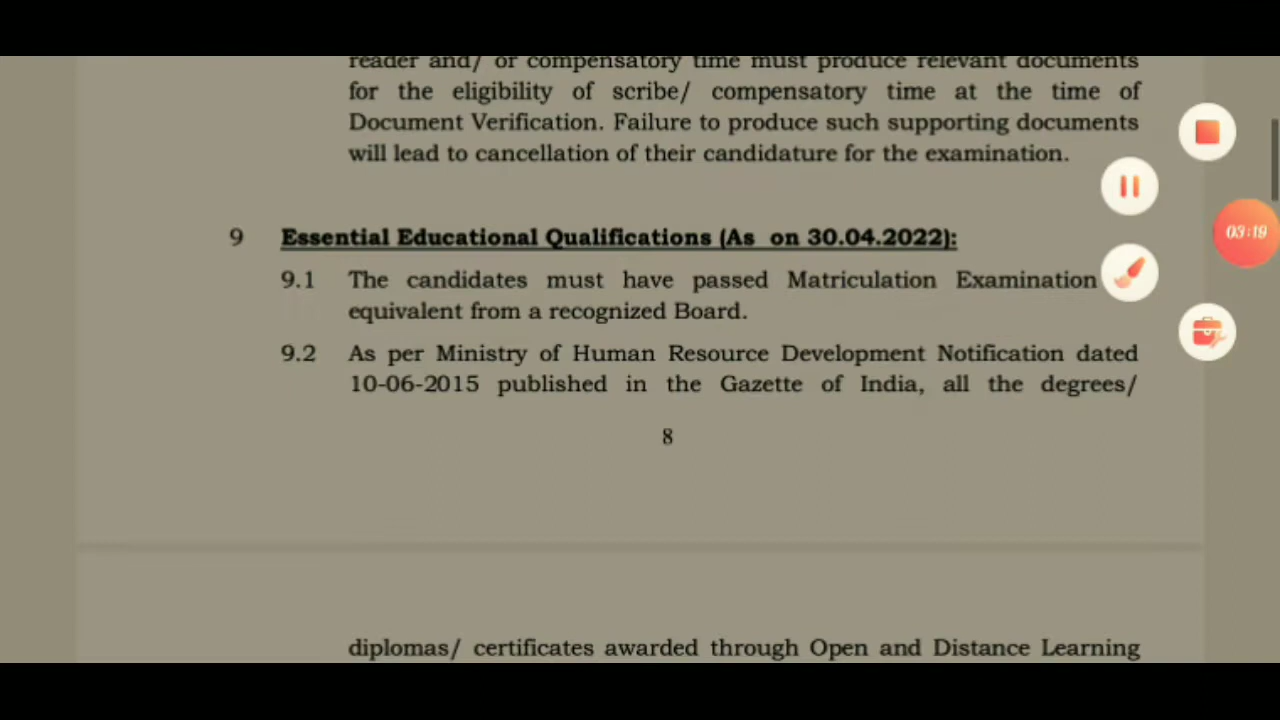 reader and/ or compensatory time must produce relevant documents
for the eligibility of scribe/ compensatory time at the time of
Document Verification. Failure to produce such supporting documents
will lead to cancellation of their candidature for the examination.
9 Essential Educational Qualifications (As on 30.04.2022):
9.1 The candidates must have passed Matriculation Examination
equivalent from a recognized Board.
9.2 As per Ministry of Human Resource Development Notification dated
10-06-2015 published in the Gazette of India, all the degrees/
8
diplomas/ certificates awarded through Open and Distance Learning
03:19